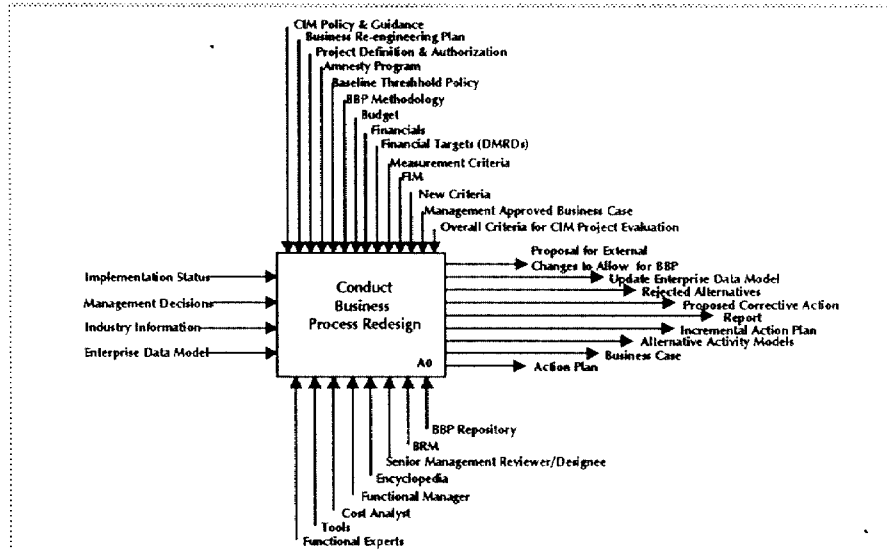 CIM Policy & Guidance
Business Re-engineering Plan
Project Definition & Authorization
Amnesty Program
Baseline Threshhold Policy
BBP Methodology
Budget
Financials
Financial Targets (DMRDs)
Measurement Criteria
FIM
New Criteria
Management Approved Business Case
Overall Criteria for CIM Project Evaluation
Implementation Status
Management Decisions
Industry Information
Enterprise Data Model
Conduct
Business
Process Redesign
A0
Proposal for External
Changes to Allow for BBP
Update Enterprise Data Model
Rejected Alternatives
Proposed Corrective Action
Report
Incremental Action Plan
Alternative Activity Models
Business Case
Action Plan
BBP Repository
BRM
Senior Management Reviewer/Designee
Encyclopedia
Functional Manager
Cost Analyst
Tools
Functional Experts